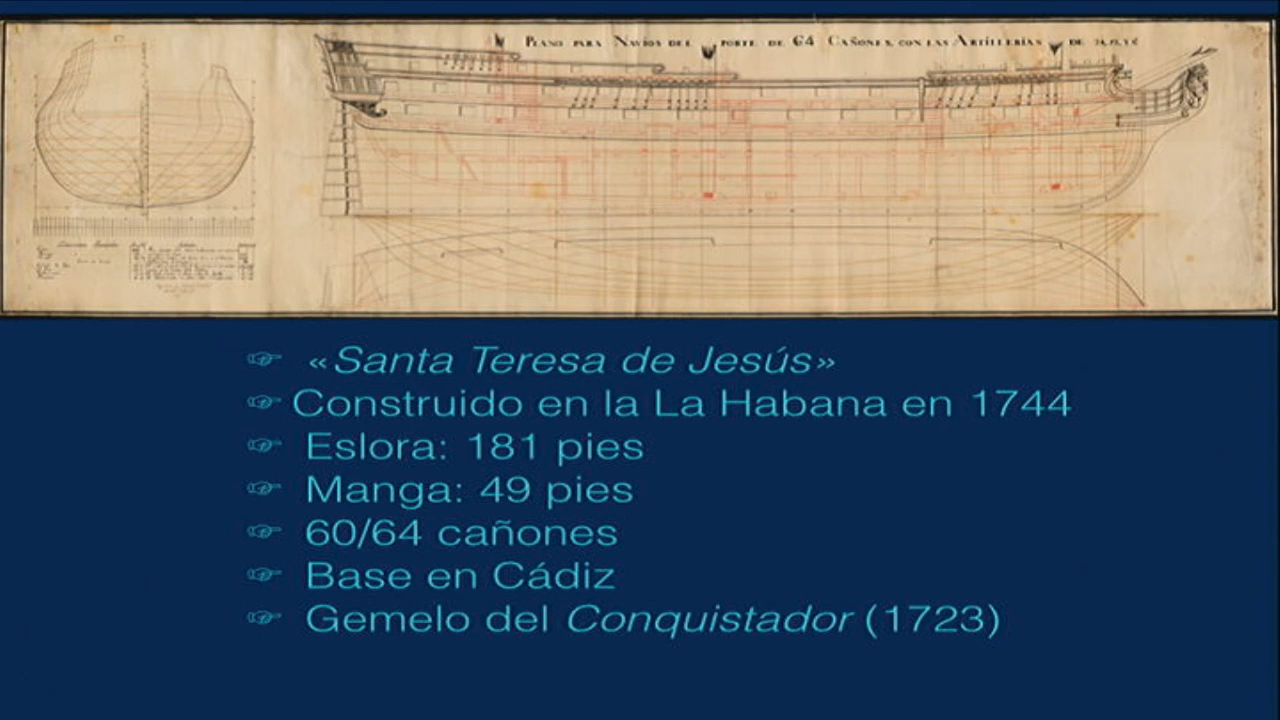 PLANO PARA NAVIOS DEL PORTE DE 64 CAÑONES, CON LAS ARTILLERIAS DE
«Santa Teresa de Jesús»
Construido en la La Habana en 1744
Eslora: 181 pies
Manga: 49 pies
60/64 cañones
Base en Cádiz
Gemelo del Conquistador (1723)